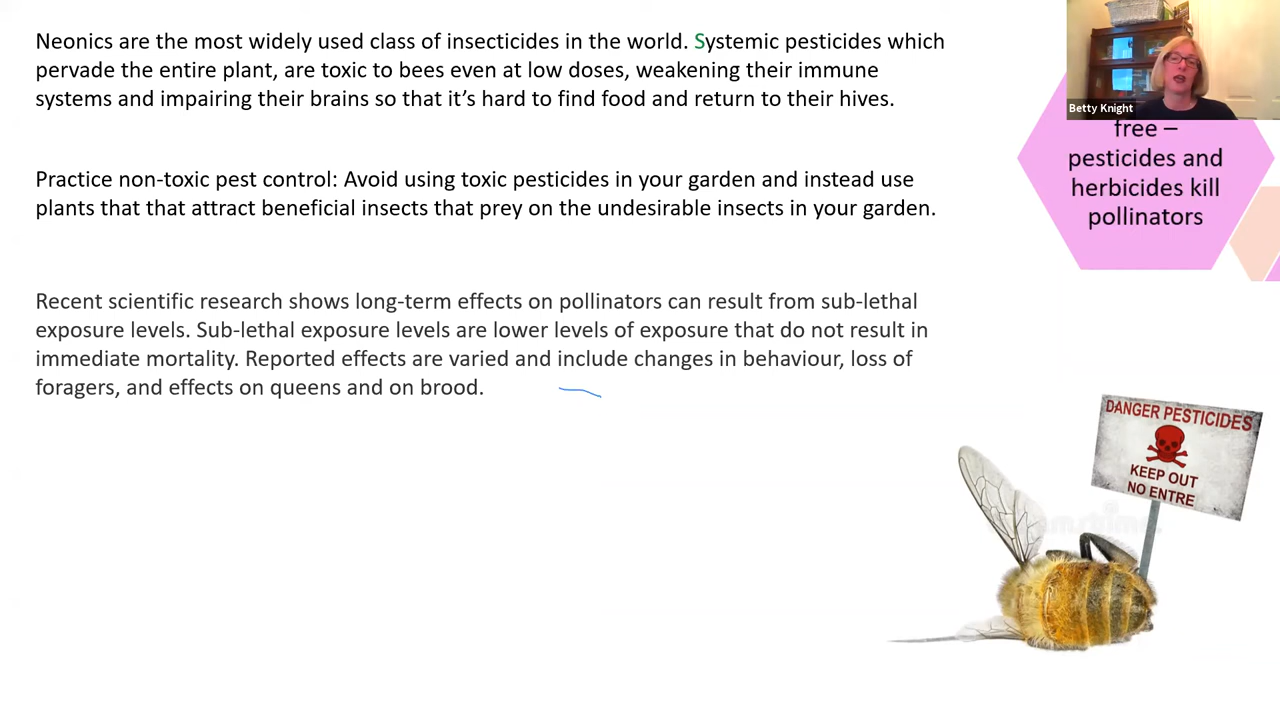 Neonics are the most widely used class of insecticides in the world. Systemic pesticides which
pervade the entire plant, are toxic to bees even at low doses, weakening their immune
systems and impairing their brains so that it’s hard to find food and return to their hives.
Practice non-toxic pest control: Avoid using toxic pesticides in your garden and instead use
plants that that attract beneficial insects that prey on the undesirable insects in your garden.
Recent scientific research shows long-term effects on pollinators can result from sub-lethal
exposure levels. Sub-lethal exposure levels are lower levels of exposure that do not result in
immediate mortality. Reported effects are varied and include changes in behaviour, loss of
foragers, and effects on queens and on brood.
Betty Knight
free –
pesticides and
herbicides kill
pollinators
DANGER PESTICIDES
KEEP OUT
NO ENTRE